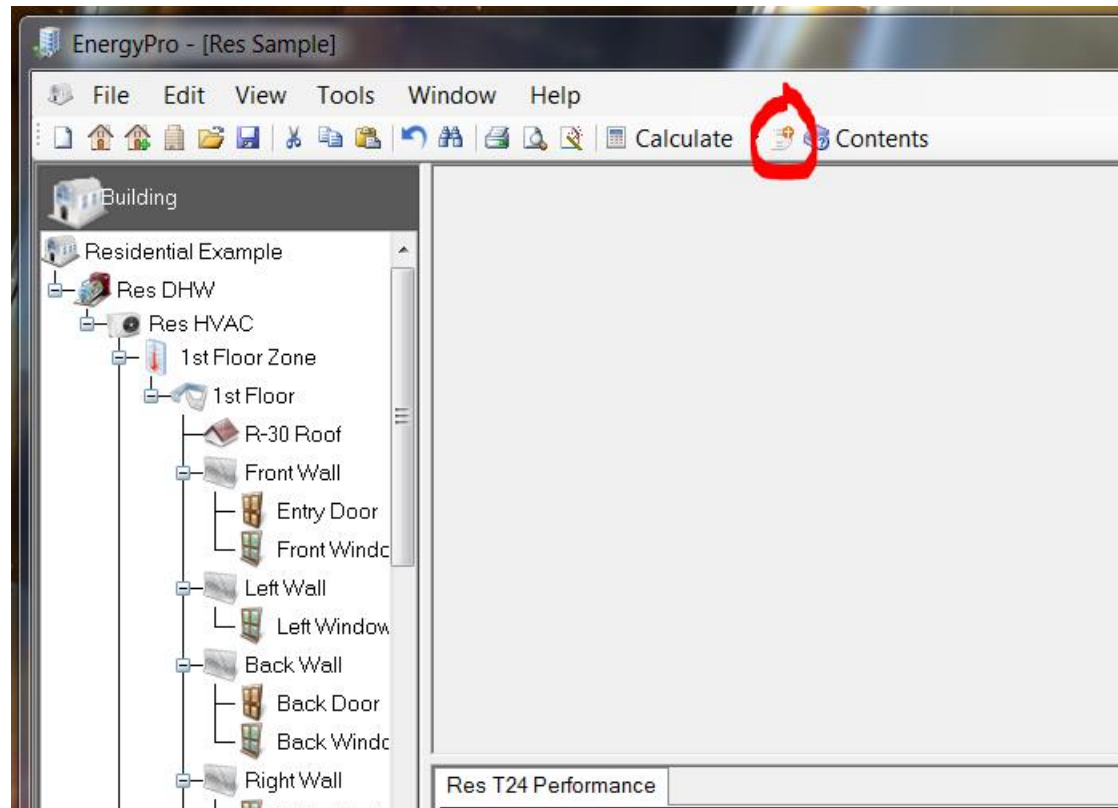 EnergyPro - [Res Sample]
File Edit View Tools Window Help
Calculate Contents
Building
Residential Example
Res DHW
Res HVAC
1st Floor Zone
1st Floor
R-30 Roof
Front Wall
Entry Door
Front Windc
Left Wall
Left Window
Back Wall
Back Door
Back Windc
Right Wall
Res T24 Performance